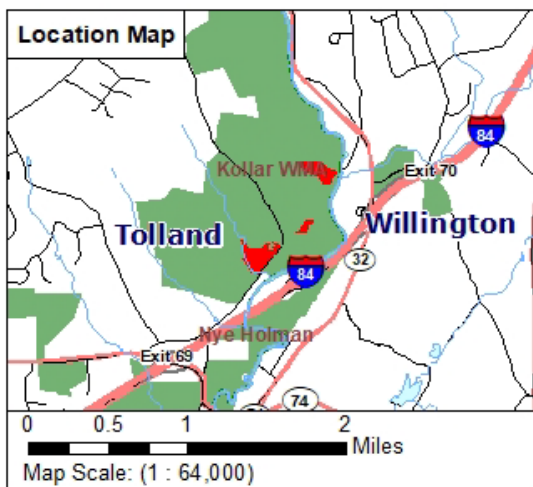 Location Map
84
Kollar WMA
Exit 70
Tolland
Willington
32
84
Nye Holman
Exit 69
74
0 0.5 1 2
Miles
Map Scale: (1 : 64,000)